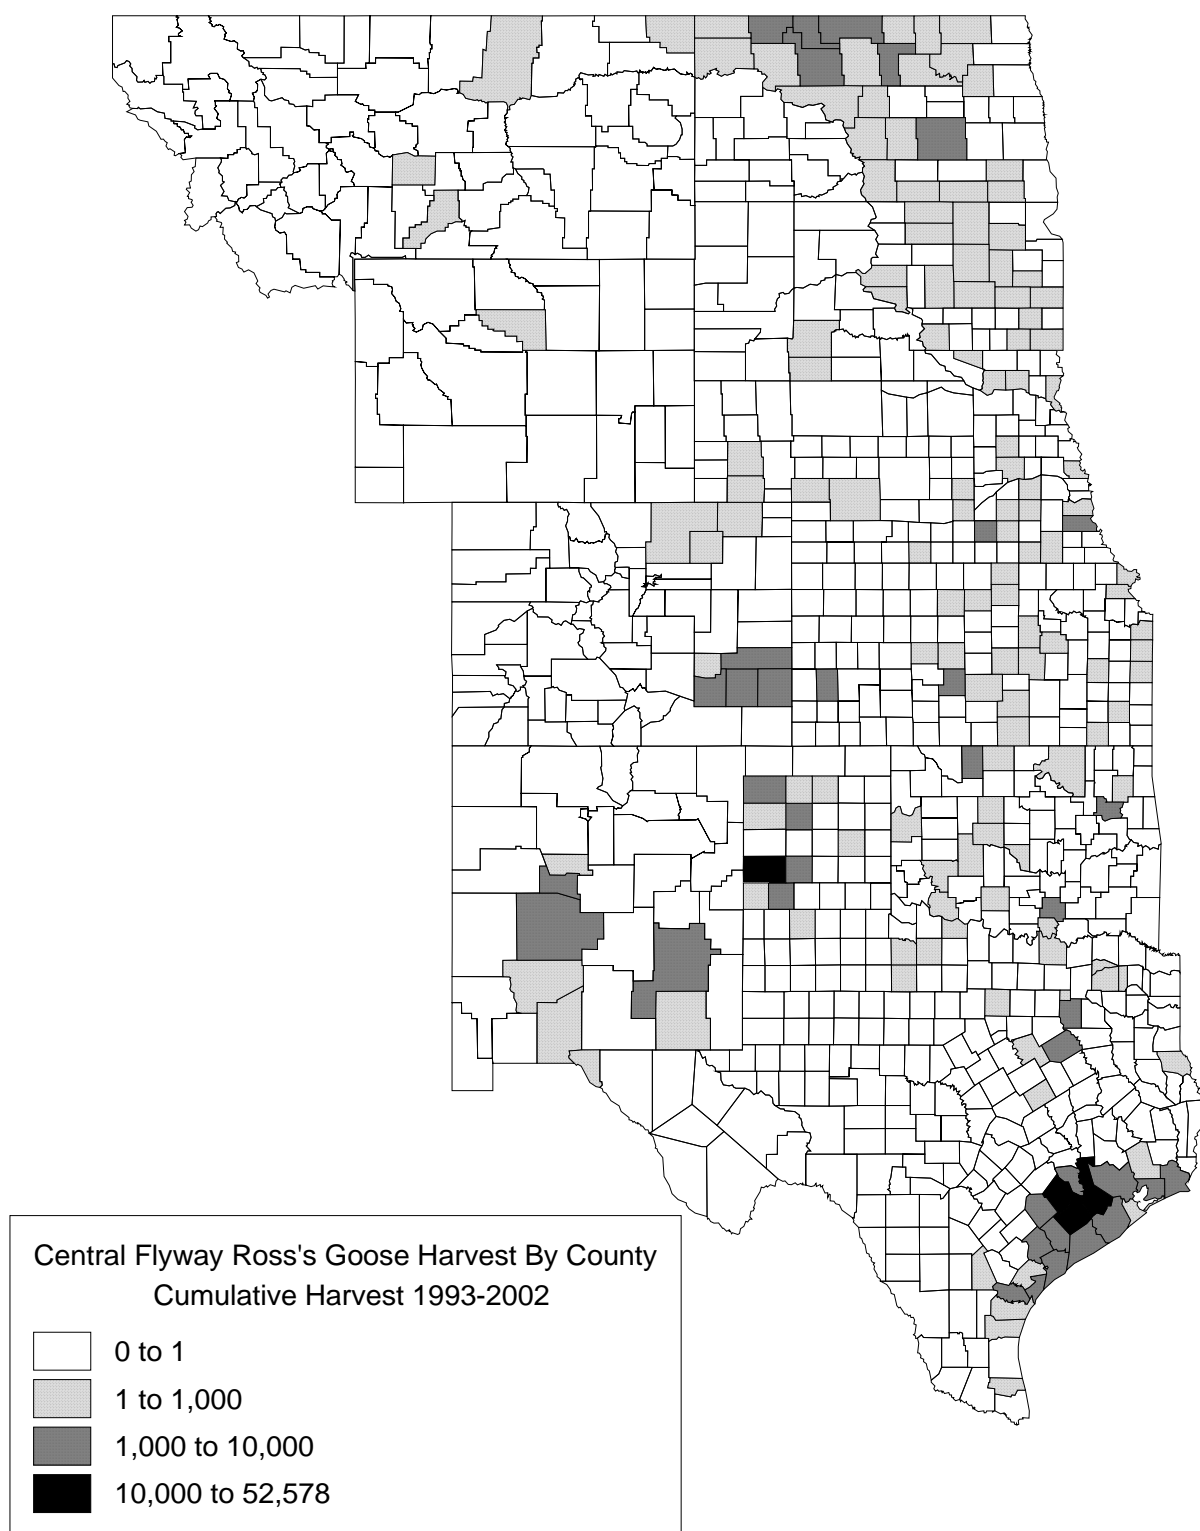 Central Flyway Ross's Goose Harvest By County
Cumulative Harvest 1993-2002
0 to 1
1 to 1,000
1,000 to 10,000
10,000 to 52,578